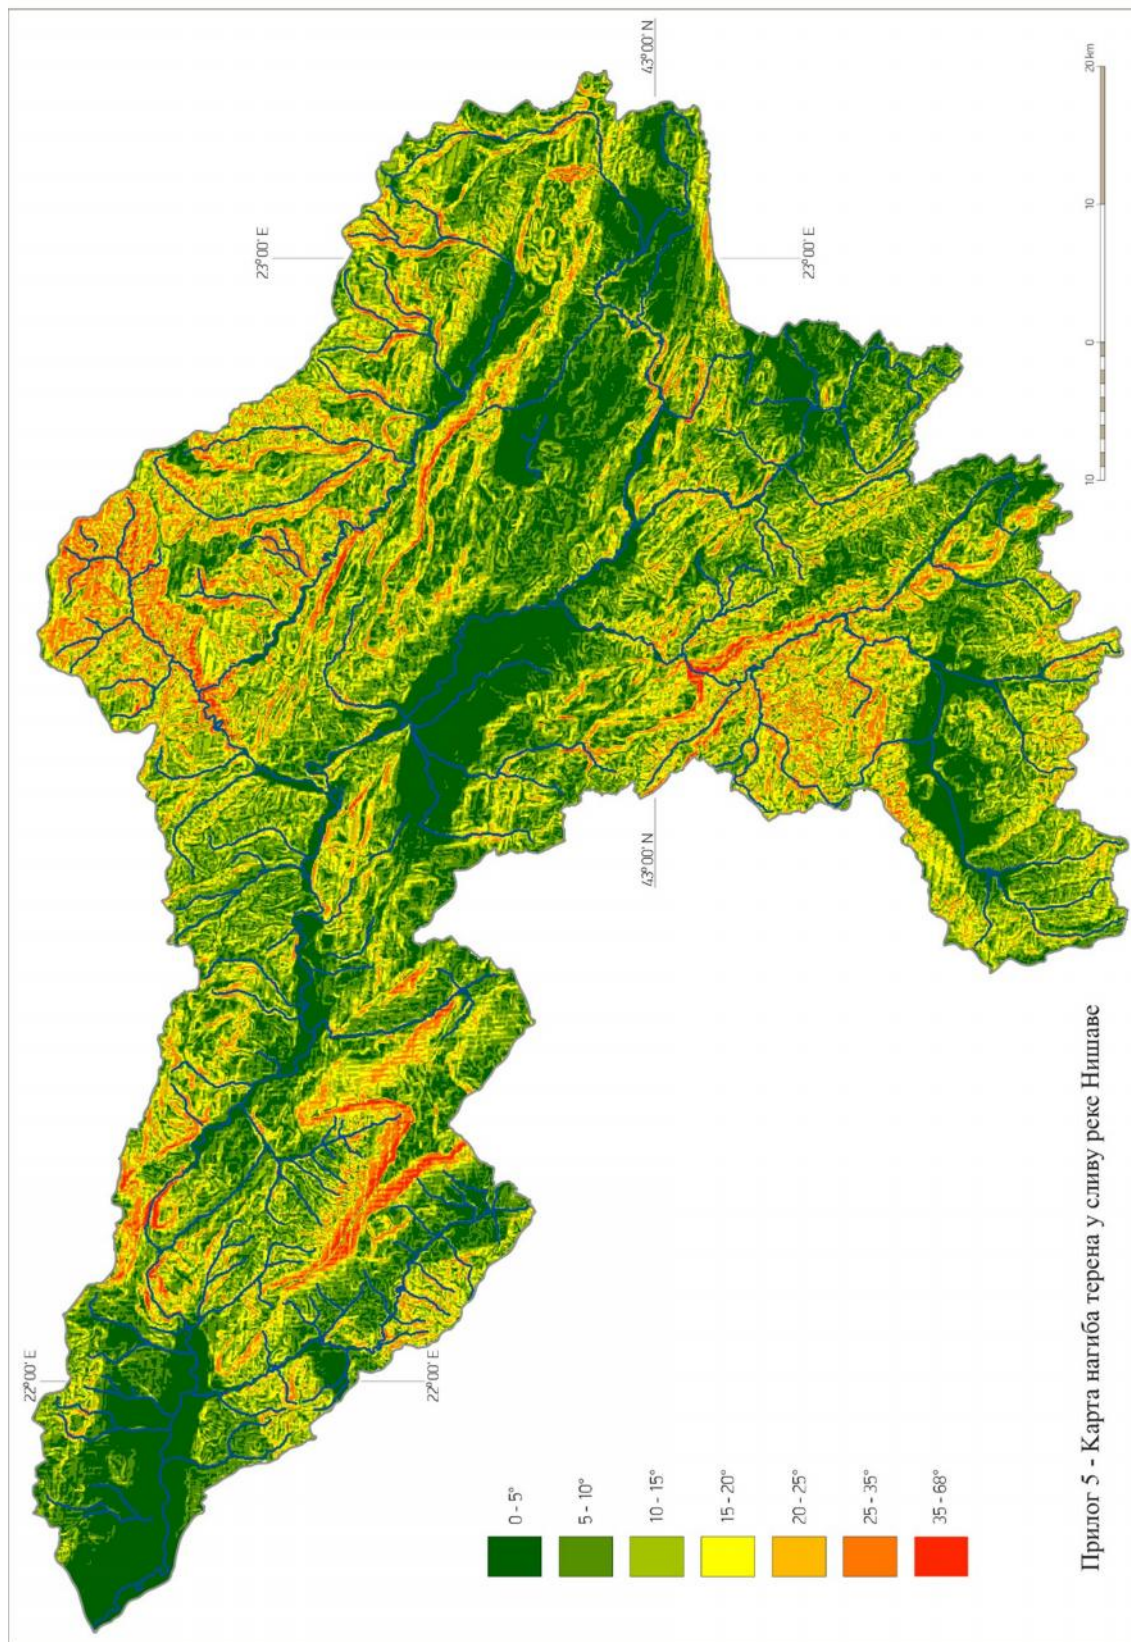 43°00' N
23°00' E
23°00' E
22°00' E
22°00' E
43°00' N
10
0
10
20 km
0 - 5°
5 - 10°
10 - 15°
15 - 20°
20 - 25°
25 - 35°
35 - 68°
Прилог 5 - Карта нагиба терена у сливу реке Нишаве